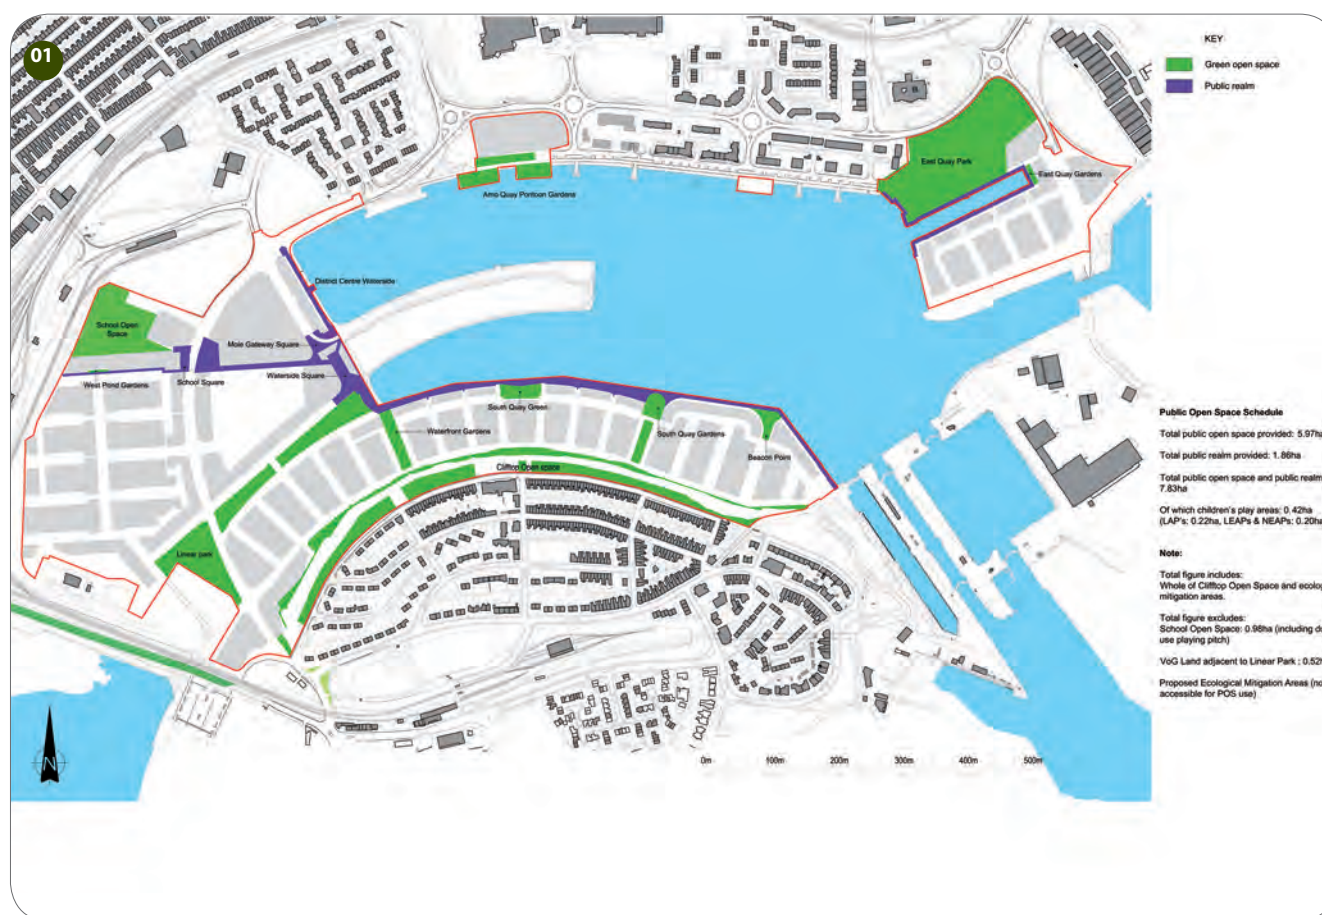 01
KEY
Green open space
Public realm
East Quay Park
East Quay Gardens
Arno Quay Pontoon Gardens
District Centre Waterside
School Open
Space
Mole Gateway Square
Waterside Square
West Pond Gardens
School Square
South Quay Green
Waterfront Gardens
South Quay Gardens
Beacon Point
Clifftop Open space
Linear park
Public Open Space Schedule
Total public open space provided: 5.97ha
Total public realm provided: 1.86ha
Total public open space and public realm
7.83ha
Of which children's play areas: 0.42ha
(LAP's: 0.22ha, LEAPs & NEAPs: 0.20ha
Note:
Total figure includes:
Whole of Clifftop Open Space and ecolog
mitigation areas.
Total figure excludes:
School Open Space: 0.98ha (including du
use playing pitch)
VoG Land adjacent to Linear Park : 0.52h
Proposed Ecological Mitigation Areas (no
accessible for POS use)
0m 100m 200m 300m 400m 500m
N